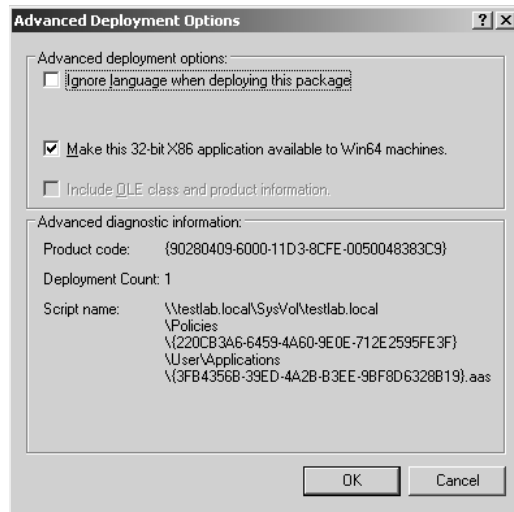 Advanced Deployment Options
Advanced deployment options:
Ignore language when deploying this package
Make this 32-bit X86 application available to Win64 machines.
Include OLE class and product information.
Advanced diagnostic information:
Product code: {90280409-6000-11D3-8CFE-0050048383C9}
Deployment Count: 1
Script name: \\testlab.local\SysVol\testlab.local
\Policies
\{220CB3A6-6459-4A60-9E0E-712E2595FE3F}
\User\Applications
\{3FB4356B-39ED-4A2B-B3EE-9BF8D6328B19}.aas
OK Cancel